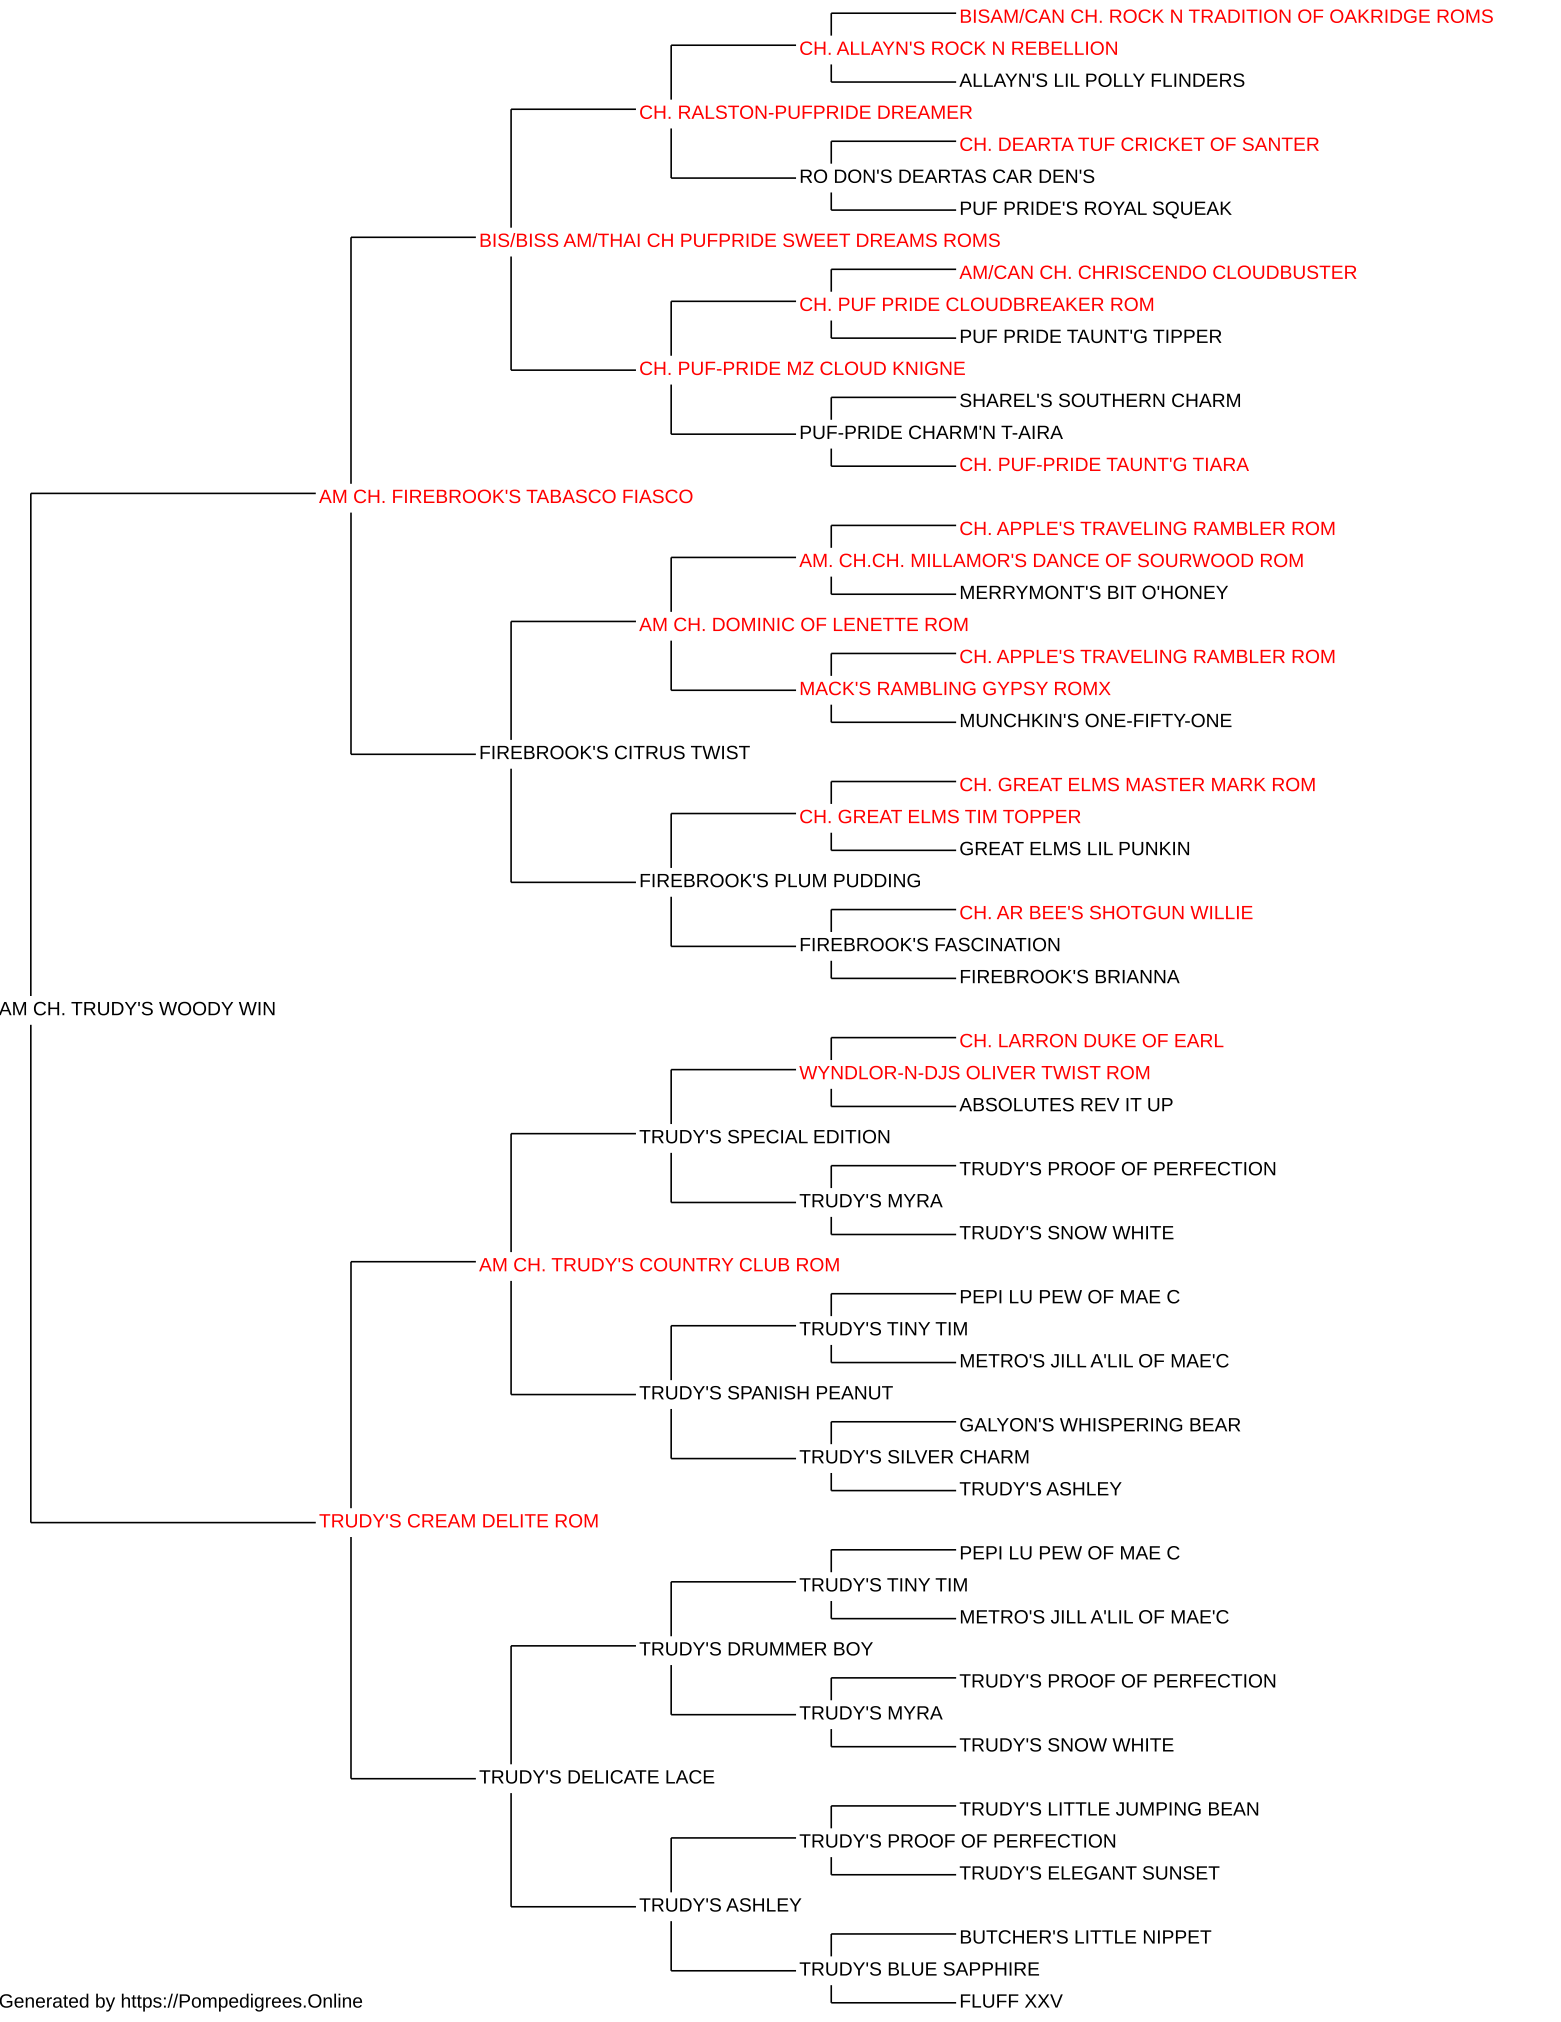 BISAM/CAN CH. ROCK N TRADITION OF OAKRIDGE ROMS
CH. ALLAYN'S ROCK N REBELLION
ALLAYN'S LIL POLLY FLINDERS
CH. RALSTON-PUFPRIDE DREAMER
CH. DEARTA TUF CRICKET OF SANTER
RO DON'S DEARTAS CAR DEN'S
PUF PRIDE'S ROYAL SQUEAK
BIS/BISS AM/THAI CH PUFPRIDE SWEET DREAMS ROMS
AM/CAN CH. CHRISCENDO CLOUDBUSTER
CH. PUF PRIDE CLOUDBREAKER ROM
PUF PRIDE TAUNT'G TIPPER
CH. PUF-PRIDE MZ CLOUD KNIGNE
SHAREL'S SOUTHERN CHARM
PUF-PRIDE CHARM'N T-AIRA
CH. PUF-PRIDE TAUNT'G TIARA
AM CH. FIREBROOK'S TABASCO FIASCO
CH. APPLE'S TRAVELING RAMBLER ROM
AM. CH.CH. MILLAMOR'S DANCE OF SOURWOOD ROM
MERRYMONT'S BIT O'HONEY
AM CH. DOMINIC OF LENETTE ROM
CH. APPLE'S TRAVELING RAMBLER ROM
MACK'S RAMBLING GYPSY ROMX
MUNCHKIN'S ONE-FIFTY-ONE
FIREBROOK'S CITRUS TWIST
CH. GREAT ELMS MASTER MARK ROM
CH. GREAT ELMS TIM TOPPER
GREAT ELMS LIL PUNKIN
FIREBROOK'S PLUM PUDDING
CH. AR BEE'S SHOTGUN WILLIE
FIREBROOK'S FASCINATION
FIREBROOK'S BRIANNA
AM CH. TRUDY'S WOODY WIN
CH. LARRON DUKE OF EARL
WYNDLOR-N-DJS OLIVER TWIST ROM
ABSOLUTES REV IT UP
TRUDY'S SPECIAL EDITION
TRUDY'S PROOF OF PERFECTION
TRUDY'S MYRA
TRUDY'S SNOW WHITE
AM CH. TRUDY'S COUNTRY CLUB ROM
PEPI LU PEW OF MAE C
TRUDY'S TINY TIM
METRO'S JILL A'LIL OF MAE'C
TRUDY'S SPANISH PEANUT
GALYON'S WHISPERING BEAR
TRUDY'S SILVER CHARM
TRUDY'S ASHLEY
TRUDY'S CREAM DELITE ROM
PEPI LU PEW OF MAE C
TRUDY'S TINY TIM
METRO'S JILL A'LIL OF MAE'C
TRUDY'S DRUMMER BOY
TRUDY'S PROOF OF PERFECTION
TRUDY'S MYRA
TRUDY'S SNOW WHITE
TRUDY'S DELICATE LACE
TRUDY'S LITTLE JUMPING BEAN
TRUDY'S PROOF OF PERFECTION
TRUDY'S ELEGANT SUNSET
TRUDY'S ASHLEY
BUTCHER'S LITTLE NIPPET
TRUDY'S BLUE SAPPHIRE
FLUFF XXV
Generated by https://Pompedigrees.Online